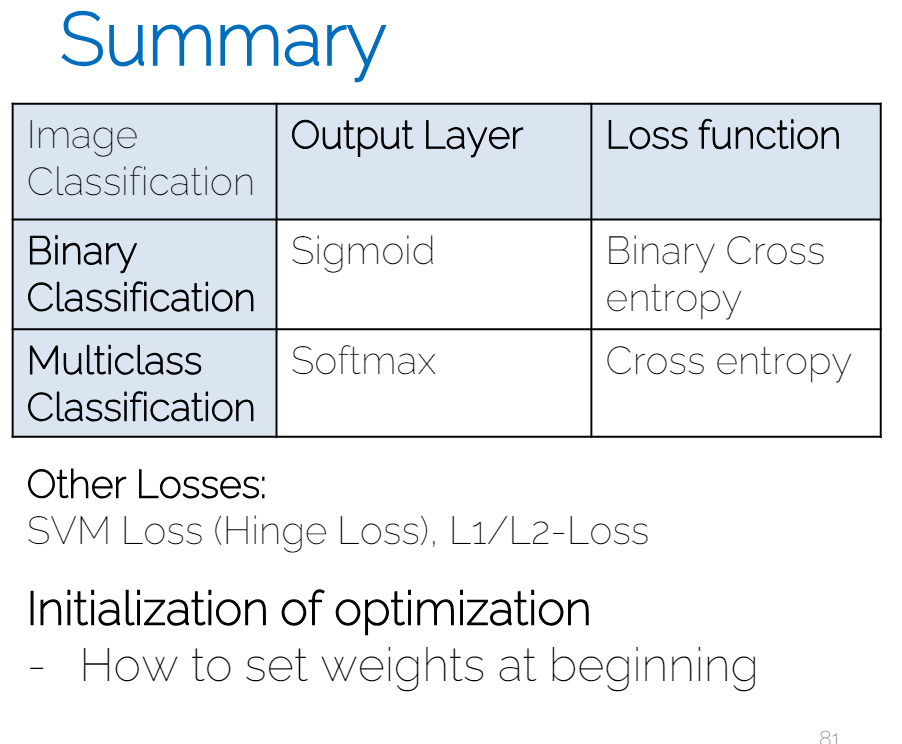 Summary
Image
Classification
Output Layer
Loss function
Binary
Classification
Sigmoid
Binary Cross
entropy
Multiclass
Classification
Softmax
Cross entropy
Other Losses:
SVM Loss (Hinge Loss), L1/L2-Loss
Initialization of optimization
- How to set weights at beginning
81